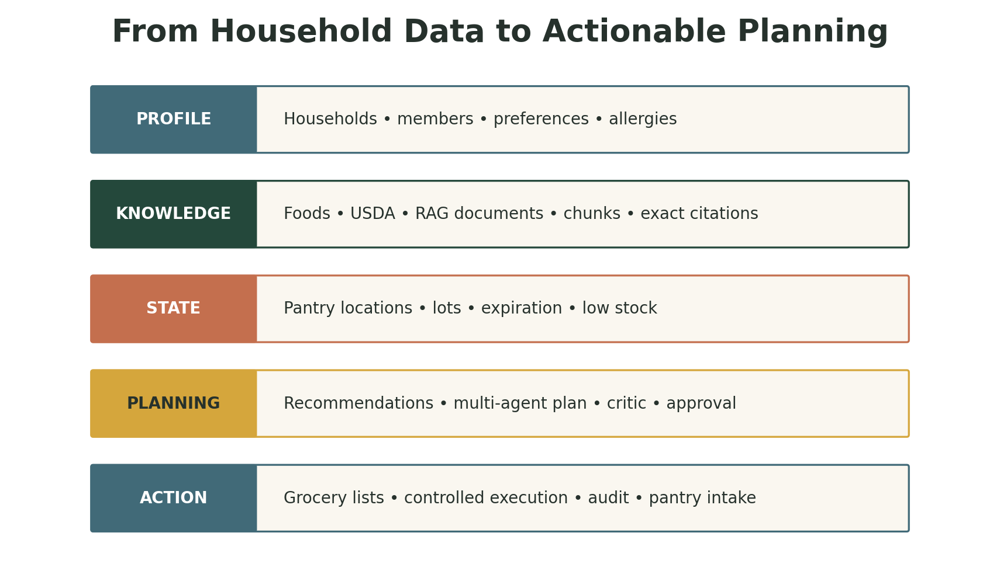 From Household Data to Actionable Planning
PROFILE
Households • members • preferences • allergies
KNOWLEDGE
Foods • USDA • RAG documents • chunks • exact citations
STATE
Pantry locations • lots • expiration • low stock
PLANNING
Recommendations • multi-agent plan • critic • approval
ACTION
Grocery lists • controlled execution • audit • pantry intake